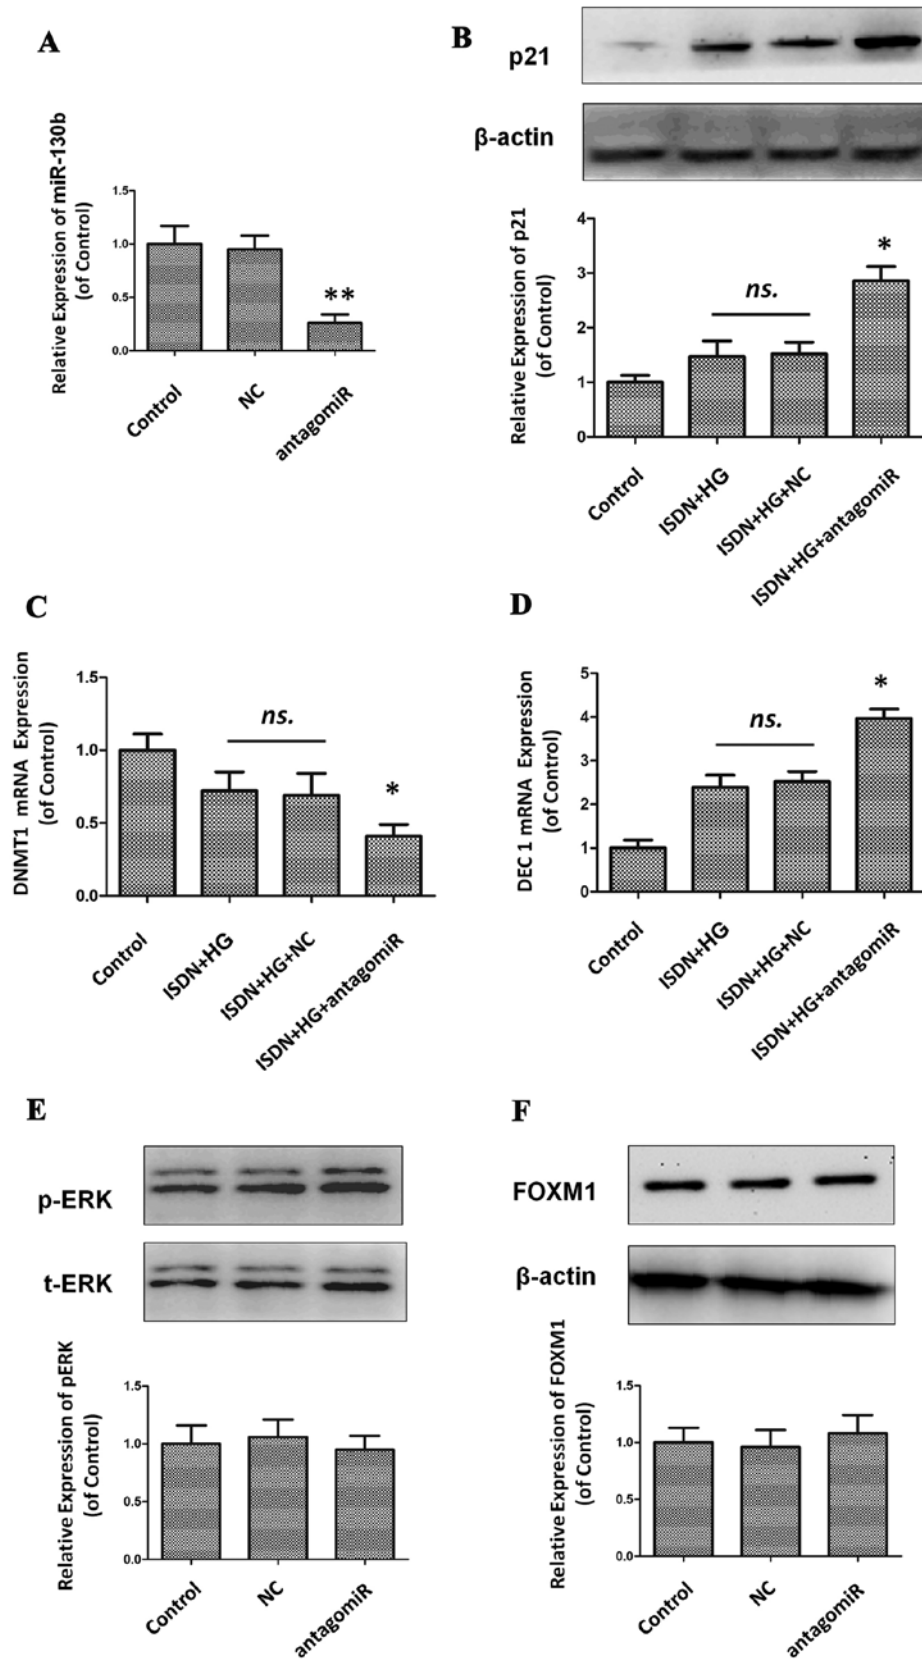 A
Relative Expression of miR-130b
(of Control)
1.5
1.0
0.5
0.0
**
Control
NC
antagomiR
B
p21
β-actin
Relative Expression of p21
(of Control)
4
3
2
1
0
ns.
*
Control
ISDN+HG
ISDN+HG+NC
ISDN+HG+antagomiR
C
DNMT1 mRNA Expression
(of Control)
1.5
1.0
0.5
0.0
ns.
*
Control
ISDN+HG
ISDN+HG+NC
ISDN+HG+antagomiR
D
DEC 1 mRNA Expression
(of Control)
5
4
3
2
1
0
ns.
*
Control
ISDN+HG
ISDN+HG+NC
ISDN+HG+antagomiR
E
p-ERK
t-ERK
Relative Expression of pERK
(of Control)
1.5
1.0
0.5
0.0
Control
NC
antagomiR
F
FOXM1
β-actin
Relative Expression of FOXM1
(of Control)
1.5
1.0
0.5
0.0
Control
NC
antagomiR